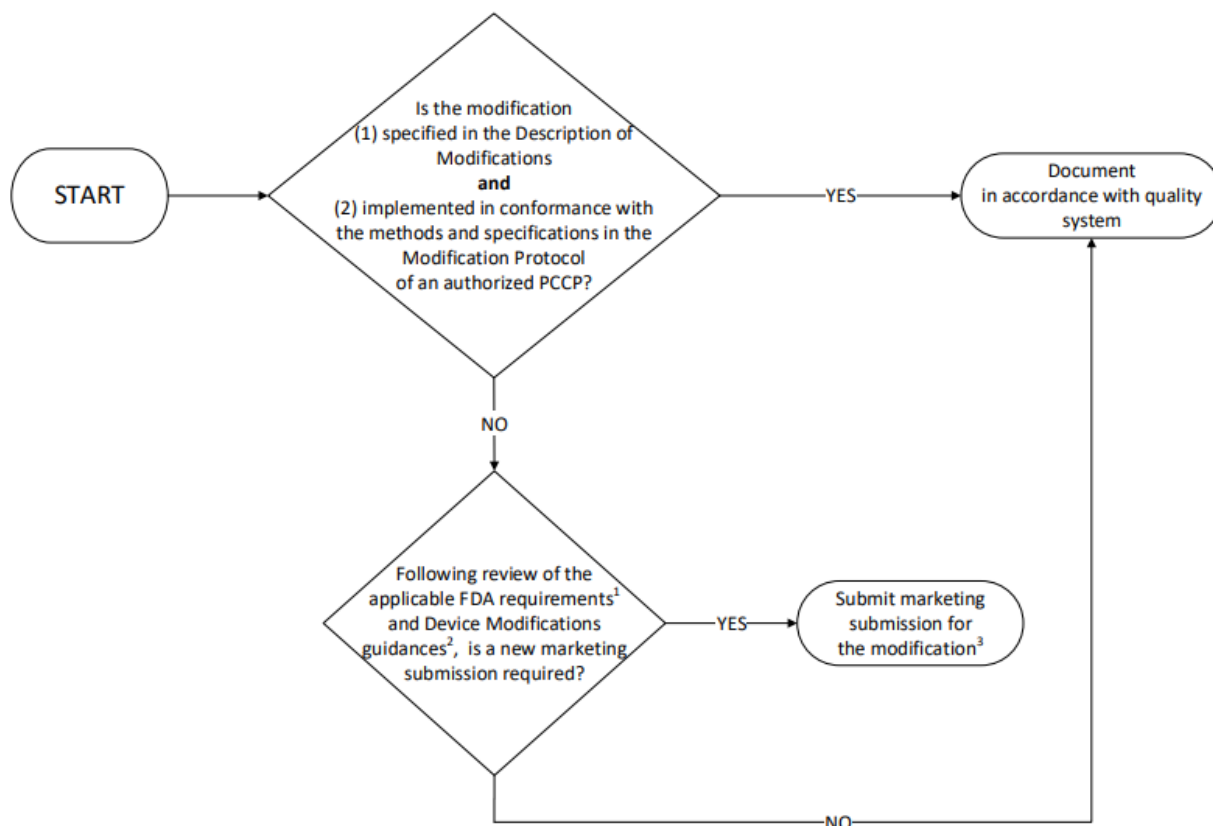 Is the modification
(1) specified in the Description of
Modifications
and
(2) implemented in conformance with
the methods and specifications in the
Modification Protocol
of an authorized PCCP?
START
YES
Document
in accordance with quality
system
NO
Following review of the
applicable FDA requirements¹
and Device Modifications
guidances², is a new marketing
submission required?
YES
Submit marketing
submission for
the modification³
NO